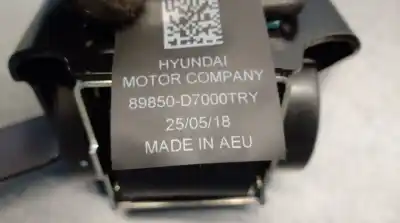 HYUNDAI
MOTOR COMPANY
89850-D7000TRY
25/05/18
MADE IN AEU